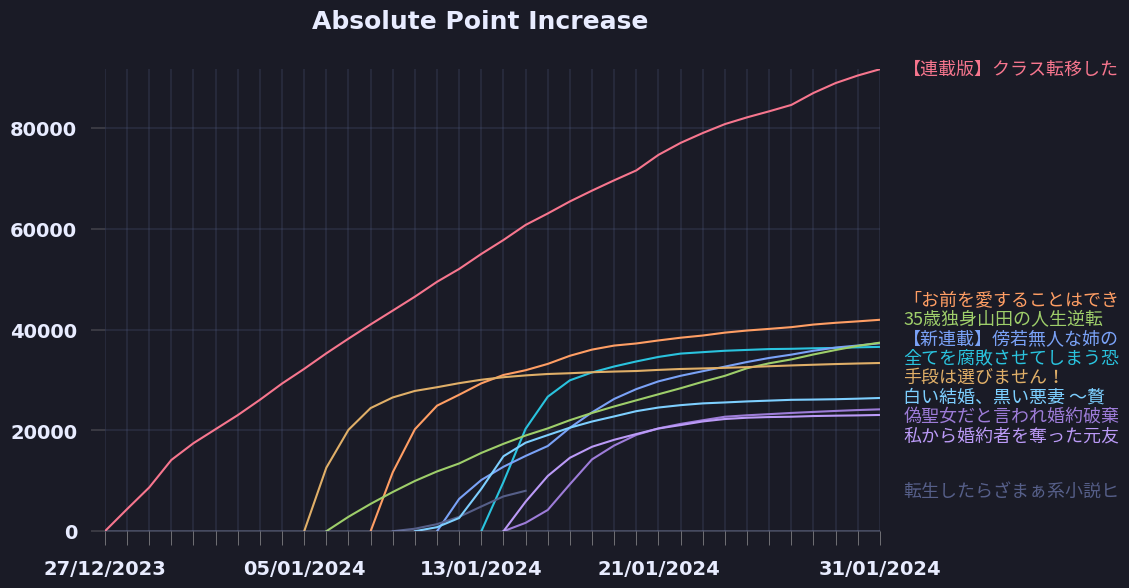 Absolute Point Increase
80000
60000
40000
20000
0
27/12/2023
05/01/2024
13/01/2024
21/01/2024
31/01/2024
【連載版】クラス転移した
「お前を愛することはでき
35歳独身山田の人生逆転
【新連載】傍若無人な姉の
全てを腐敗させてしまう恐
手段は選びません！
白い結婚、黒い悪妻 ～贅
偽聖女だと言われ婚約破棄
私から婚約者を奪った元友
転生したらざまぁ系小説ヒ